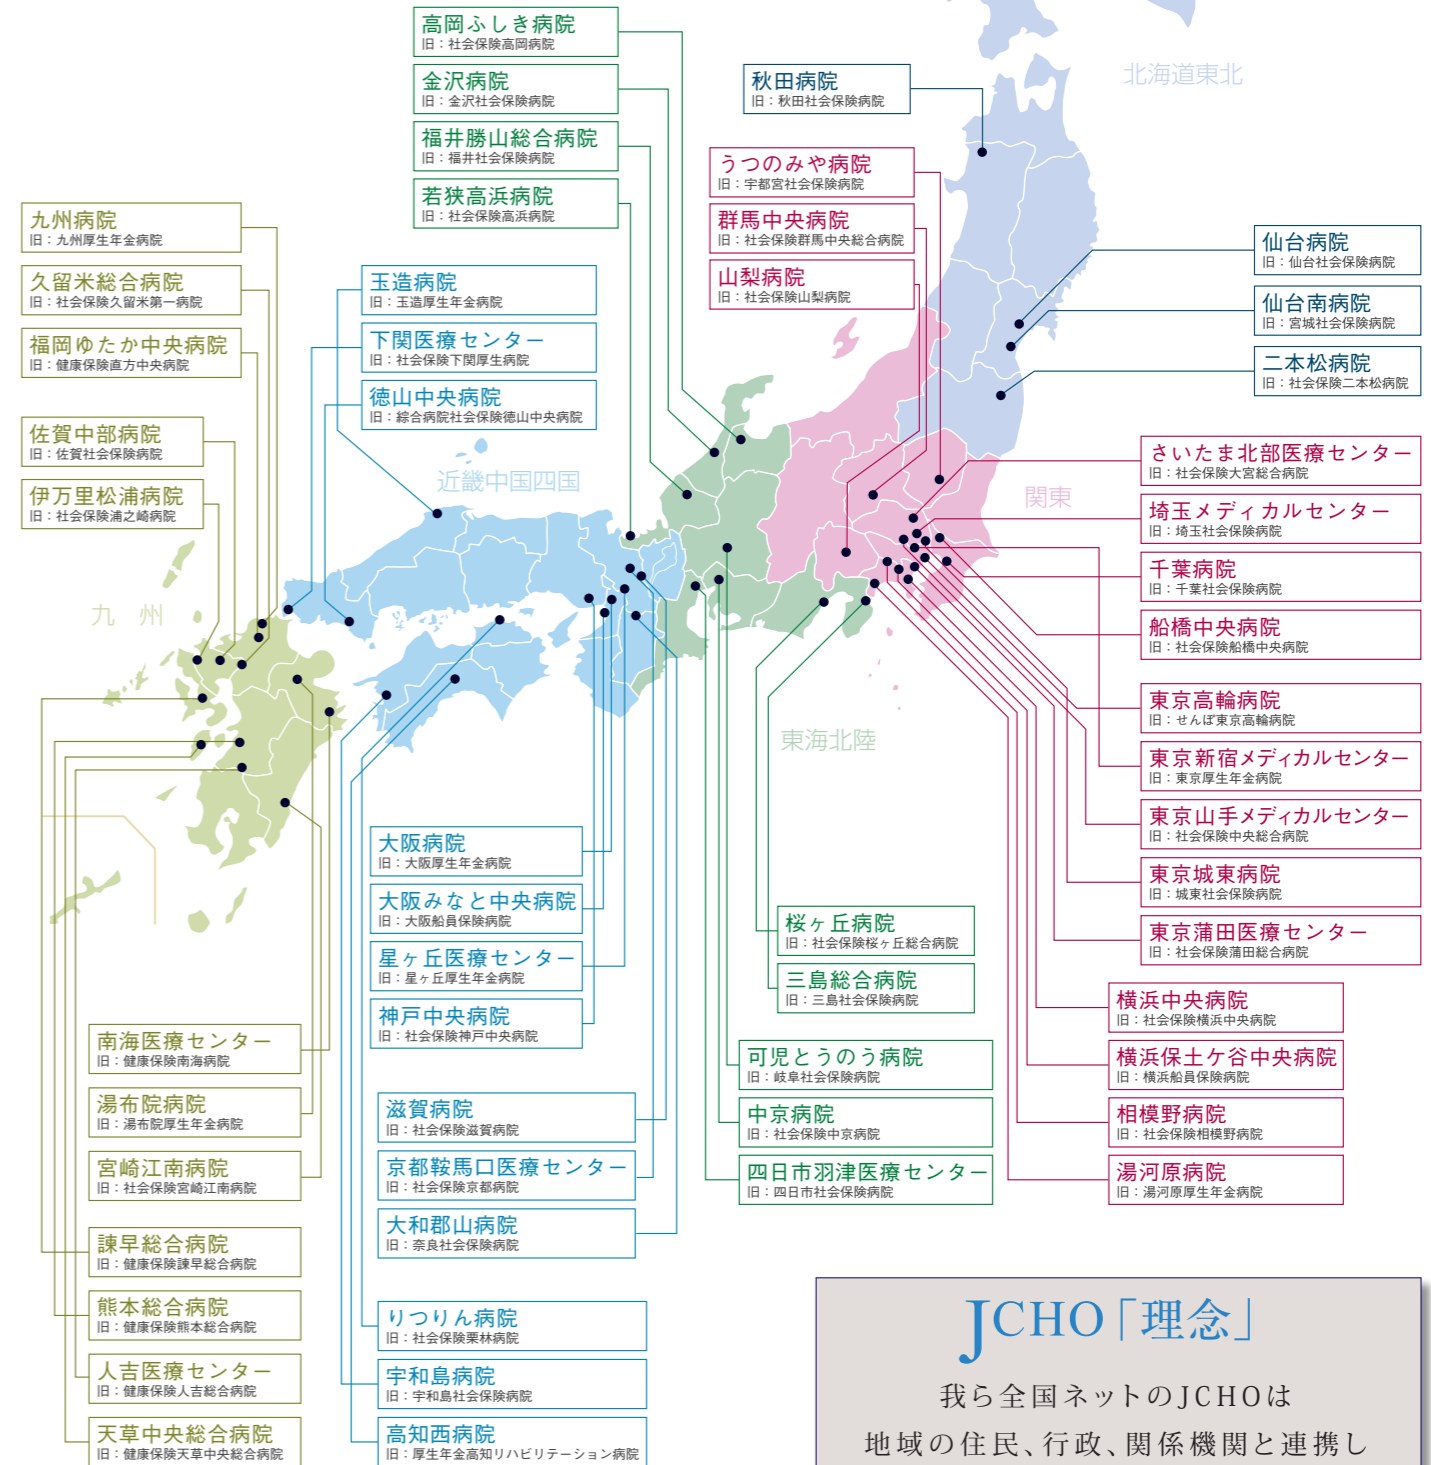 高岡ふしき病院
旧：社会保険高岡病院
金沢病院
旧：金沢社会保険病院
福井勝山総合病院
旧：福井社会保険病院
若狭高浜病院
旧：社会保険高浜病院
北海道東北
秋田病院
旧：秋田社会保険病院
うつのみや病院
旧：宇都宮社会保険病院
群馬中央病院
旧：社会保険群馬中央総合病院
山梨病院
旧：社会保険山梨病院
九州病院
旧：九州厚生年金病院
久留米総合病院
旧：社会保険久留米第一病院
福岡ゆたか中央病院
旧：健康保険直方中央病院
佐賀中部病院
旧：佐賀社会保険病院
伊万里松浦病院
旧：社会保険浦之崎病院
玉造病院
旧：玉造厚生年金病院
下関医療センター
旧：社会保険下関厚生病院
徳山中央病院
旧：綜合病院社会保険徳山中央病院
仙台病院
旧：仙台社会保険病院
仙台南病院
旧：宮城社会保険病院
二本松病院
旧：社会保険二本松病院
近畿中国四国
関東
九 州
東海北陸
さいたま北部医療センター
旧：社会保険大宮総合病院
埼玉メディカルセンター
旧：埼玉社会保険病院
千葉病院
旧：千葉社会保険病院
船橋中央病院
旧：社会保険船橋中央病院
東京高輪病院
旧：せんぽ東京高輪病院
東京新宿メディカルセンター
旧：東京厚生年金病院
東京山手メディカルセンター
旧：社会保険中央総合病院
東京城東病院
旧：城東社会保険病院
東京蒲田医療センター
旧：社会保険蒲田総合病院
横浜中央病院
旧：社会保険横浜中央病院
横浜保土ケ谷中央病院
旧：横浜船員保険病院
相模野病院
旧：社会保険相模野病院
湯河原病院
旧：湯河原厚生年金病院
大阪病院
旧：大阪厚生年金病院
大阪みなと中央病院
旧：大阪船員保険病院
星ヶ丘医療センター
旧：星ヶ丘厚生年金病院
神戸中央病院
旧：社会保険神戸中央病院
桜ヶ丘病院
旧：社会保険桜ヶ丘総合病院
三島総合病院
旧：三島社会保険病院
可児とうのう病院
旧：岐阜社会保険病院
中京病院
旧：社会保険中京病院
四日市羽津医療センター
旧：四日市社会保険病院
滋賀病院
旧：社会保険滋賀病院
京都鞍馬口医療センター
旧：社会保険京都病院
大和郡山病院
旧：奈良社会保険病院
りつりん病院
旧：社会保険栗林病院
宇和島病院
旧：宇和島社会保険病院
高知西病院
旧：厚生年金高知リハビリテーション病院
南海医療センター
旧：健康保険南海病院
湯布院病院
旧：湯布院厚生年金病院
宮崎江南病院
旧：社会保険宮崎江南病院
諫早総合病院
旧：健康保険諫早総合病院
熊本総合病院
旧：健康保険熊本総合病院
人吉医療センター
旧：健康保険人吉総合病院
天草中央総合病院
旧：健康保険天草中央総合病院
JCHO「理念」
我ら全国ネットのJCHOは
地域の住民、行政、関係機関と連携し